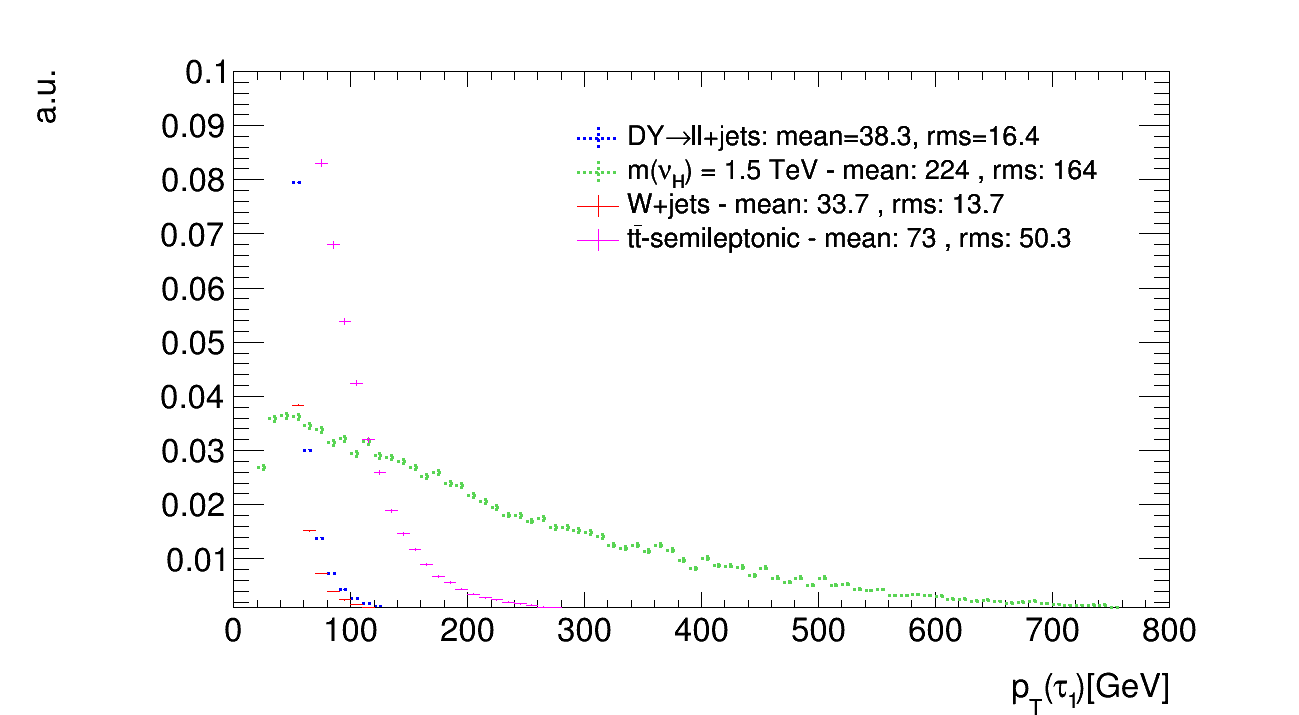 a.u.
0.1
0.09
0.08
0.07
0.06
0.05
0.04
0.03
0.02
0.01
DY→ll+jets: mean=38.3, rms=16.4
m(ν_H) = 1.5 TeV - mean: 224 , rms: 164
W+jets - mean: 33.7 , rms: 13.7
tt̄-semileptonic - mean: 73 , rms: 50.3
0 100 200 300 400 500 600 700 800
p_T(τ_1)[GeV]